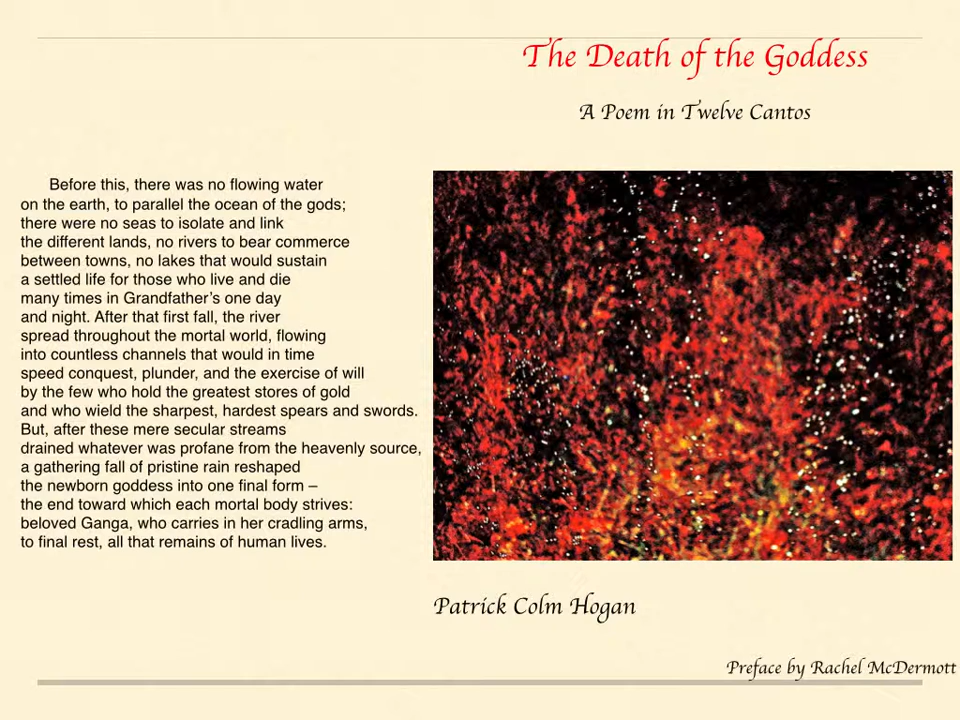 The Death of the Goddess
A Poem in Twelve Cantos
Before this, there was no flowing water
on the earth, to parallel the ocean of the gods;
there were no seas to isolate and link
the different lands, no rivers to bear commerce
between towns, no lakes that would sustain
a settled life for those who live and die
many times in Grandfather's one day
and night. After that first fall, the river
spread throughout the mortal world, flowing
into countless channels that would in time
speed conquest, plunder, and the exercise of will
by the few who hold the greatest stores of gold
and who wield the sharpest, hardest spears and swords.
But, after these mere secular streams
drained whatever was profane from the heavenly source,
a gathering fall of pristine rain reshaped
the newborn goddess into one final form –
the end toward which each mortal body strives:
beloved Ganga, who carries in her cradling arms,
to final rest, all that remains of human lives.
Patrick Colm Hogan
Preface by Rachel McDermott